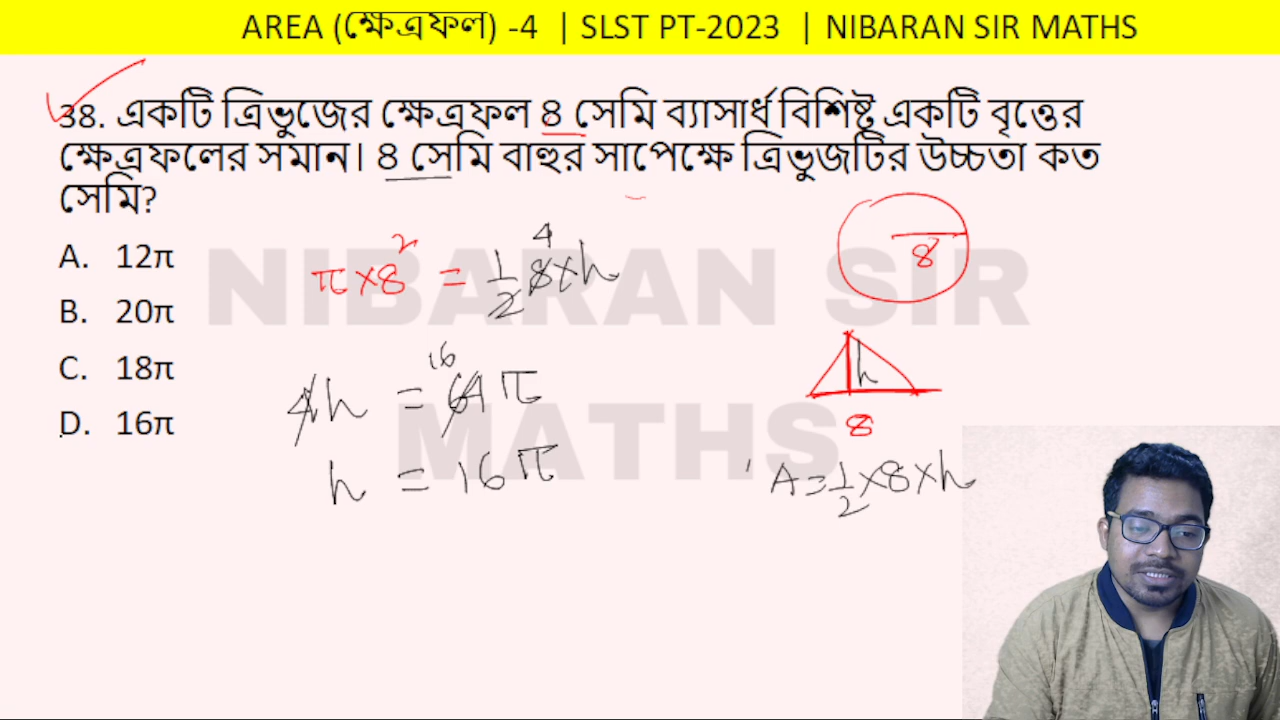 AREA (ক্ষেত্রফল) -4 | SLST PT-2023 | NIBARAN SIR MATHS
38. একটি ত্রিভুজের ক্ষেত্রফল 8 সেমি ব্যাসার্ধ বিশিষ্ট একটি বৃত্তের
ক্ষেত্রফলের সমান। 8 সেমি বাহুর সাপেক্ষে ত্রিভুজটির উচ্চতা কত
সেমি?
A. 12π
B. 20π
C. 18π
D. 16π
NIBARAN SIR
MATHS
π×8² = 1/2 8×h
4
16
4h = 64π
h = 16π
8
h
8
A = 1/2 ×8×h